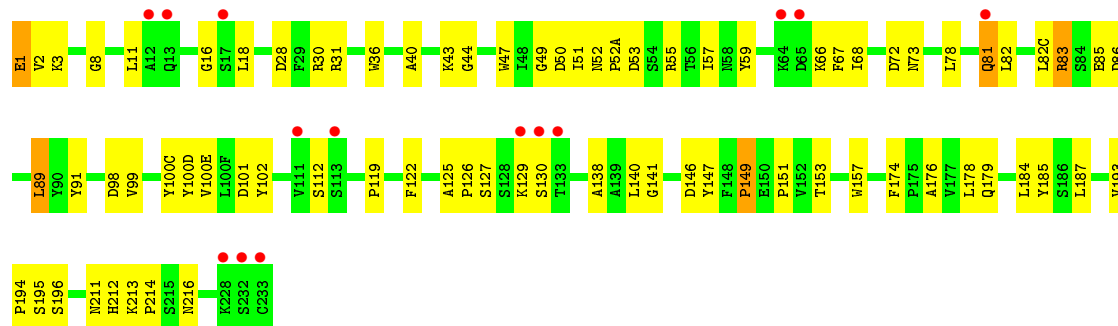 E1 V2 K3 G8 L11 A12 Q13 G16 S17 L18 D28 F29 R30 R31 W36 A40 K43 G44 W47 I48 G49 D50 I51 N52 P52A D53 S54 R55 T56 I57 N58 Y59 K64 D65 K66 F67 I68 D72 N73 L78 Q81 L82 L82C R83 S84 E85
L89 Y90 Y91 D98 V99 Y100C Y100D V100E L100F D101 Y102 V111 S112 S113 P119 F122 A125 P126 S127 S128 K129 S130 T133 A138 A139 L140 G141 D146 Y147 F148 P149 E150 P151 V152 T153 W157 F174 P175 A176 V177 L178 Q179 L184 Y185 S186 L187
P194 S195 S196 N211 H212 K213 P214 S215 N216 K228 S232 C233